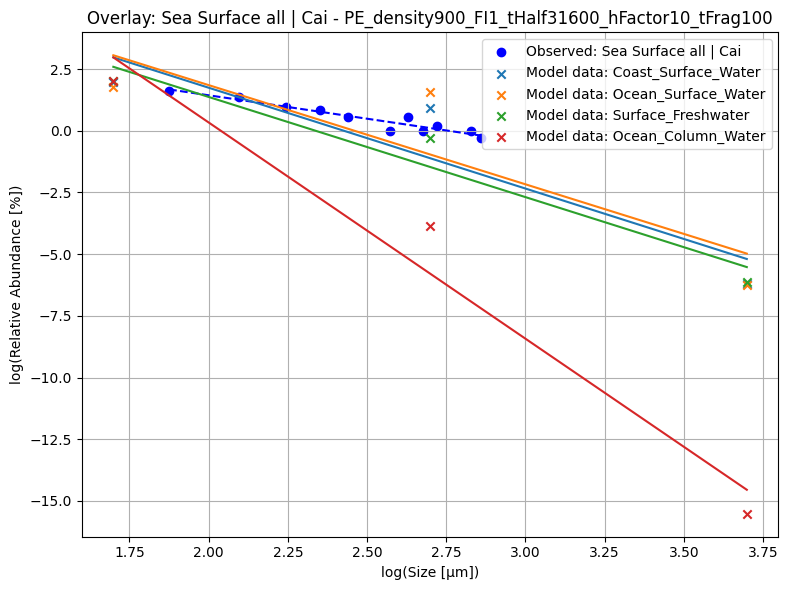 Overlay: Sea Surface all | Cai - PE_density900_FI1_tHalf31600_hFactor10_tFrag100
Observed: Sea Surface all | Cai
Model data: Coast_Surface_Water
Model data: Ocean_Surface_Water
Model data: Surface_Freshwater
Model data: Ocean_Column_Water
log(Relative Abundance [%])
2.5
0.0
−2.5
−5.0
−7.5
−10.0
−12.5
−15.0
1.75 2.00 2.25 2.50 2.75 3.00 3.25 3.50 3.75
log(Size [μm])